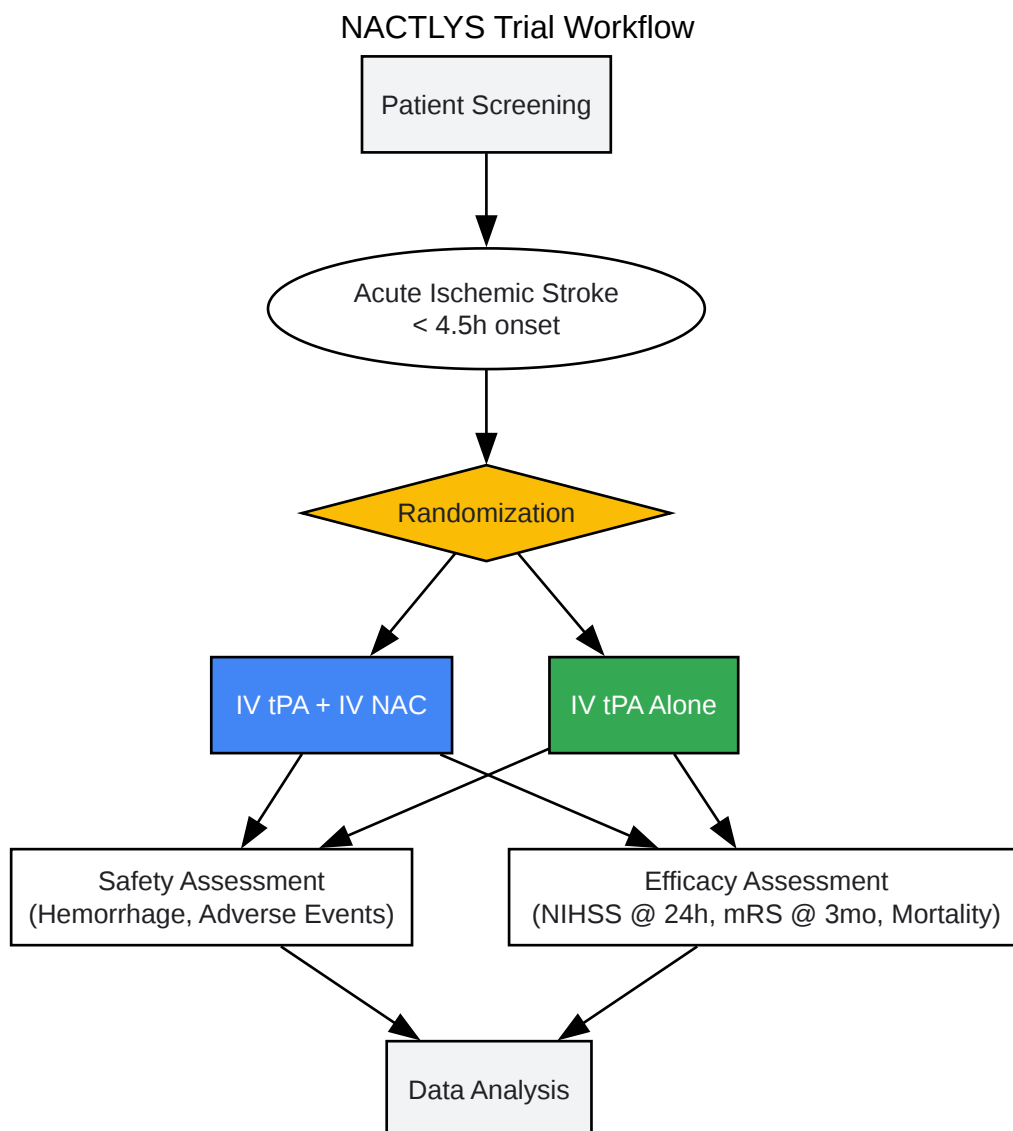 NACTLYS Trial Workflow
Patient Screening
Acute Ischemic Stroke
< 4.5h onset
Randomization
IV tPA + IV NAC
IV tPA Alone
Safety Assessment
(Hemorrhage, Adverse Events)
Efficacy Assessment
(NIHSS @ 24h, mRS @ 3mo, Mortality)
Data Analysis